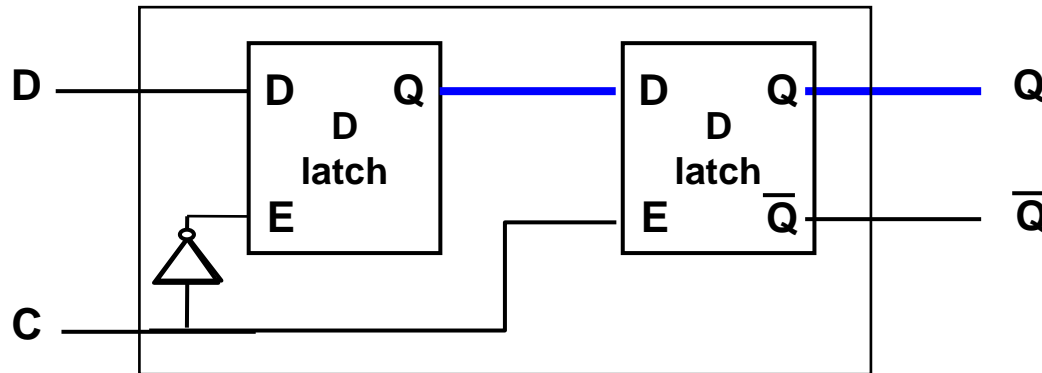 D D Q D Q Q
D D
latch latch
E E Q̅ Q̅
C